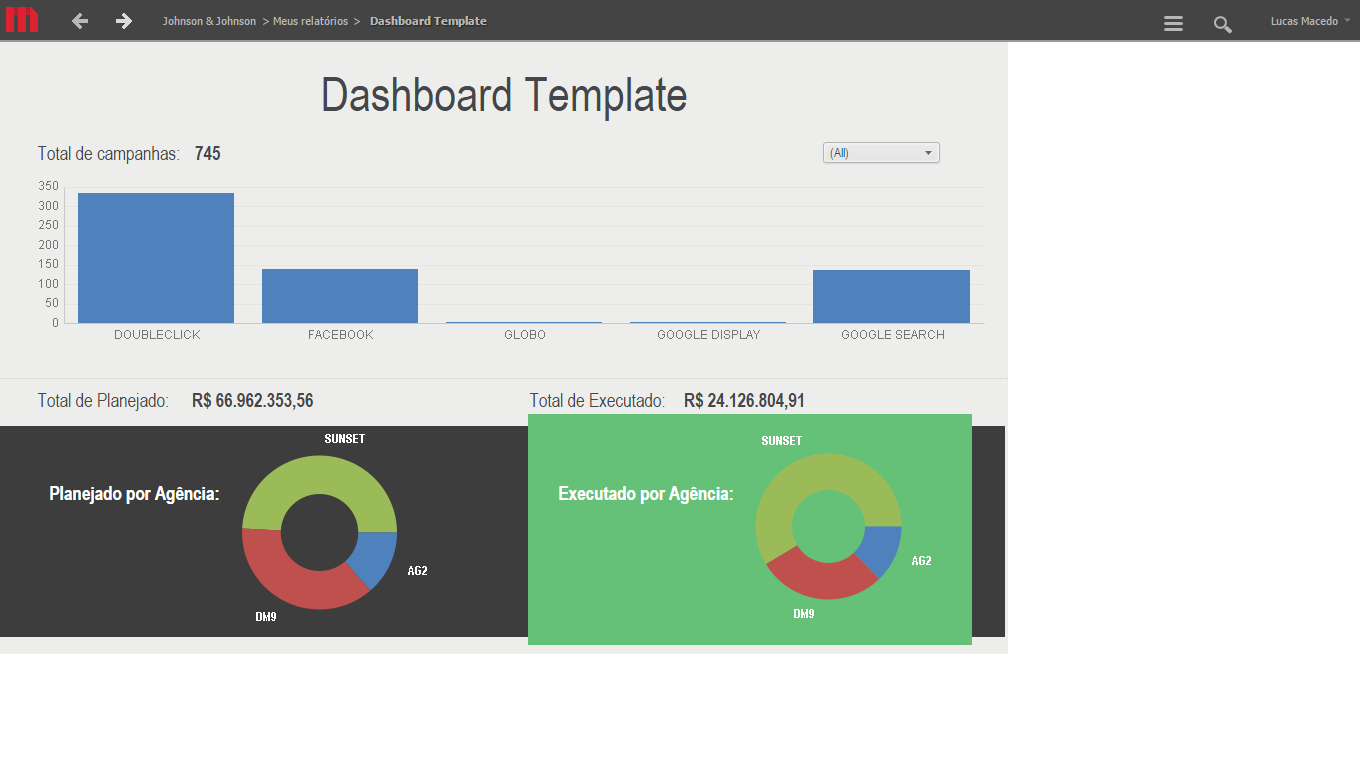 Johnson & Johnson > Meus relatórios > Dashboard Template
Lucas Macedo
Dashboard Template
Total de campanhas: 745
(All)
350
300
250
200
150
100
50
0
DOUBLECLICK FACEBOOK GLOBO GOOGLE DISPLAY GOOGLE SEARCH
Total de Planejado: R$ 66.962.353,56
Total de Executado: R$ 24.126.804,91
Planejado por Agência:
SUNSET
AG2
DM9
Executado por Agência:
SUNSET
AG2
DM9